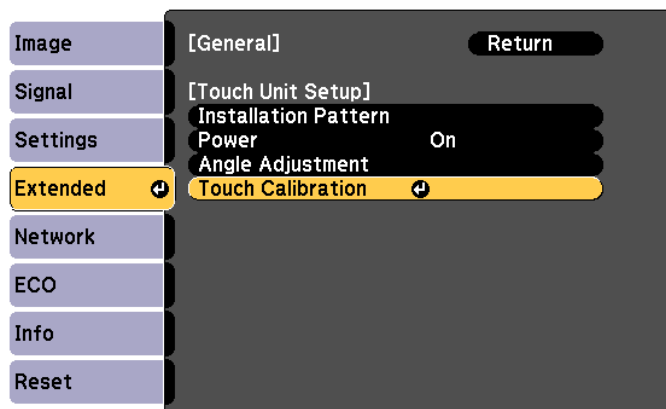 Image
Signal
Settings
Extended
Network
ECO
Info
Reset
[General] Return
[Touch Unit Setup]
Installation Pattern
Power On
Angle Adjustment
Touch Calibration